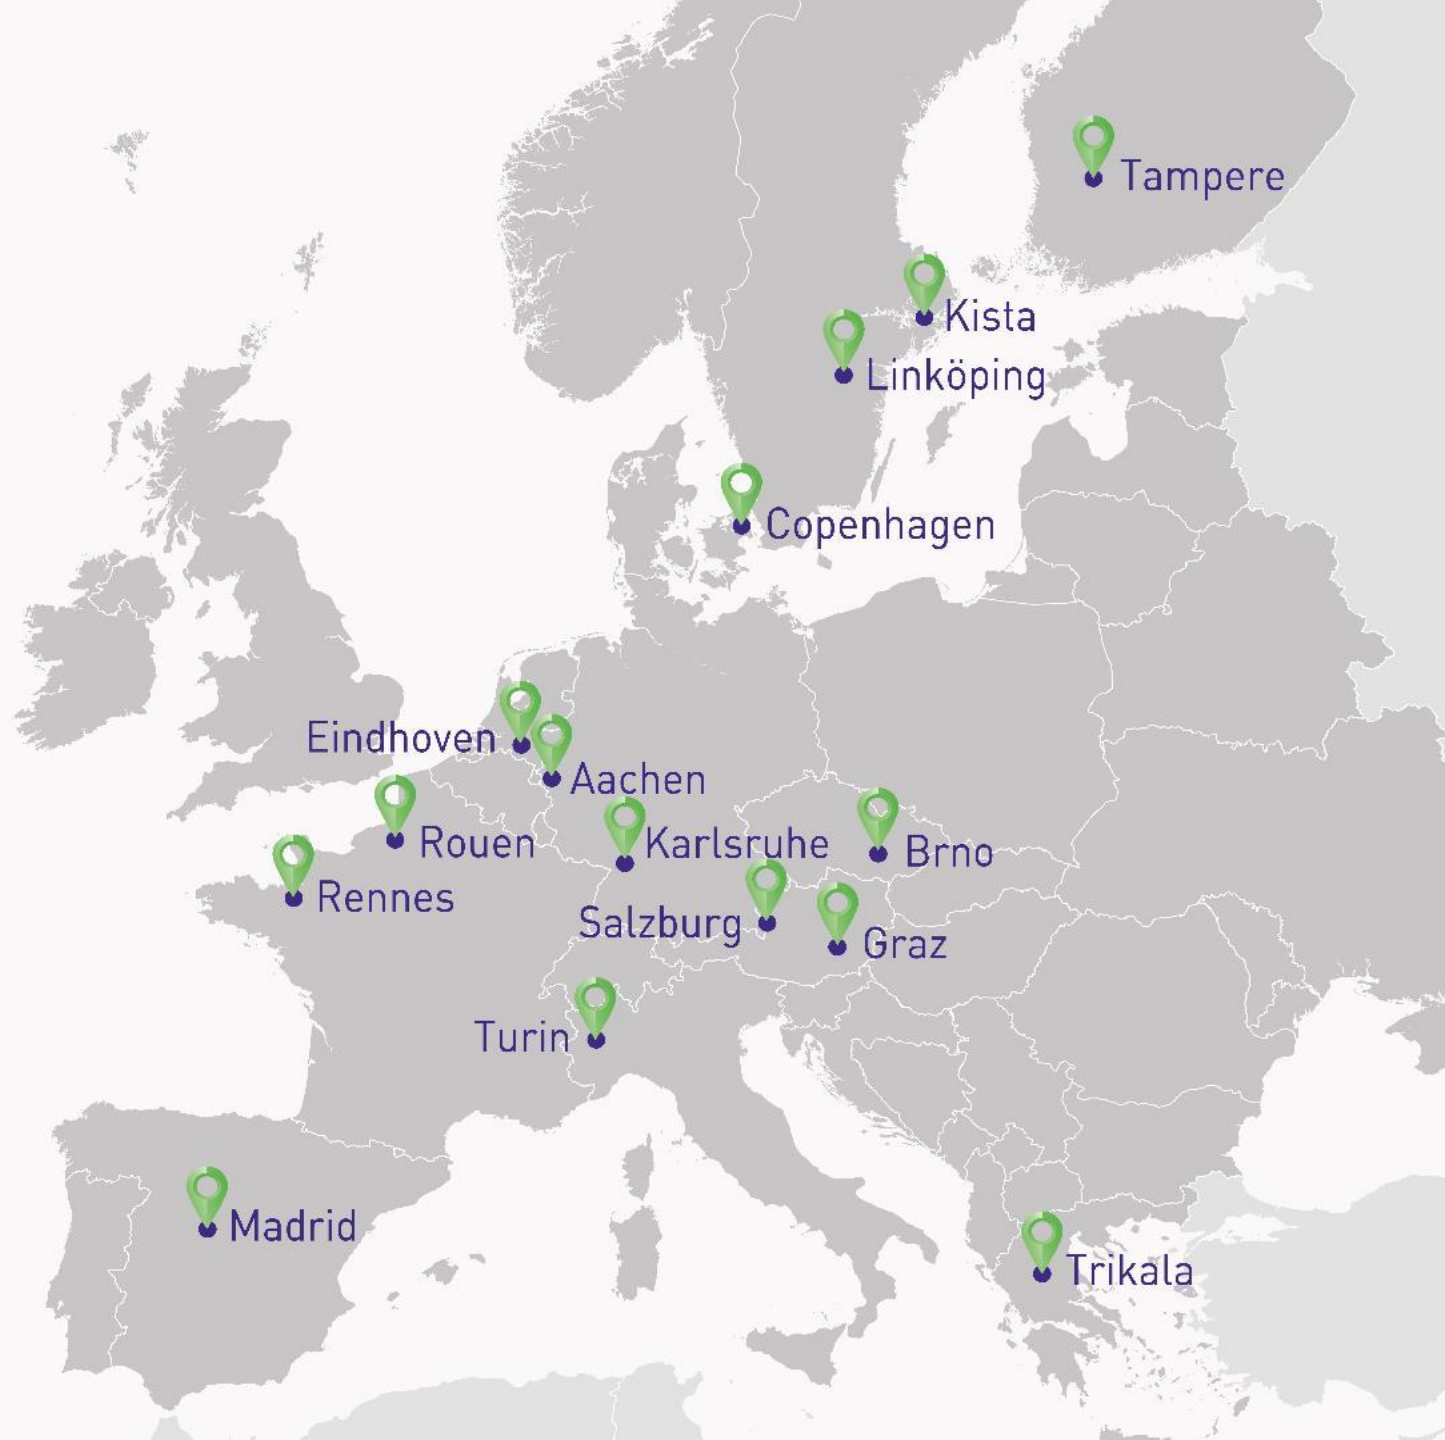 Tampere
Kista
Linköping
Copenhagen
Eindhoven
Aachen
Rouen
Karlsruhe
Brno
Rennes
Salzburg
Graz
Turin
Madrid
Trikala